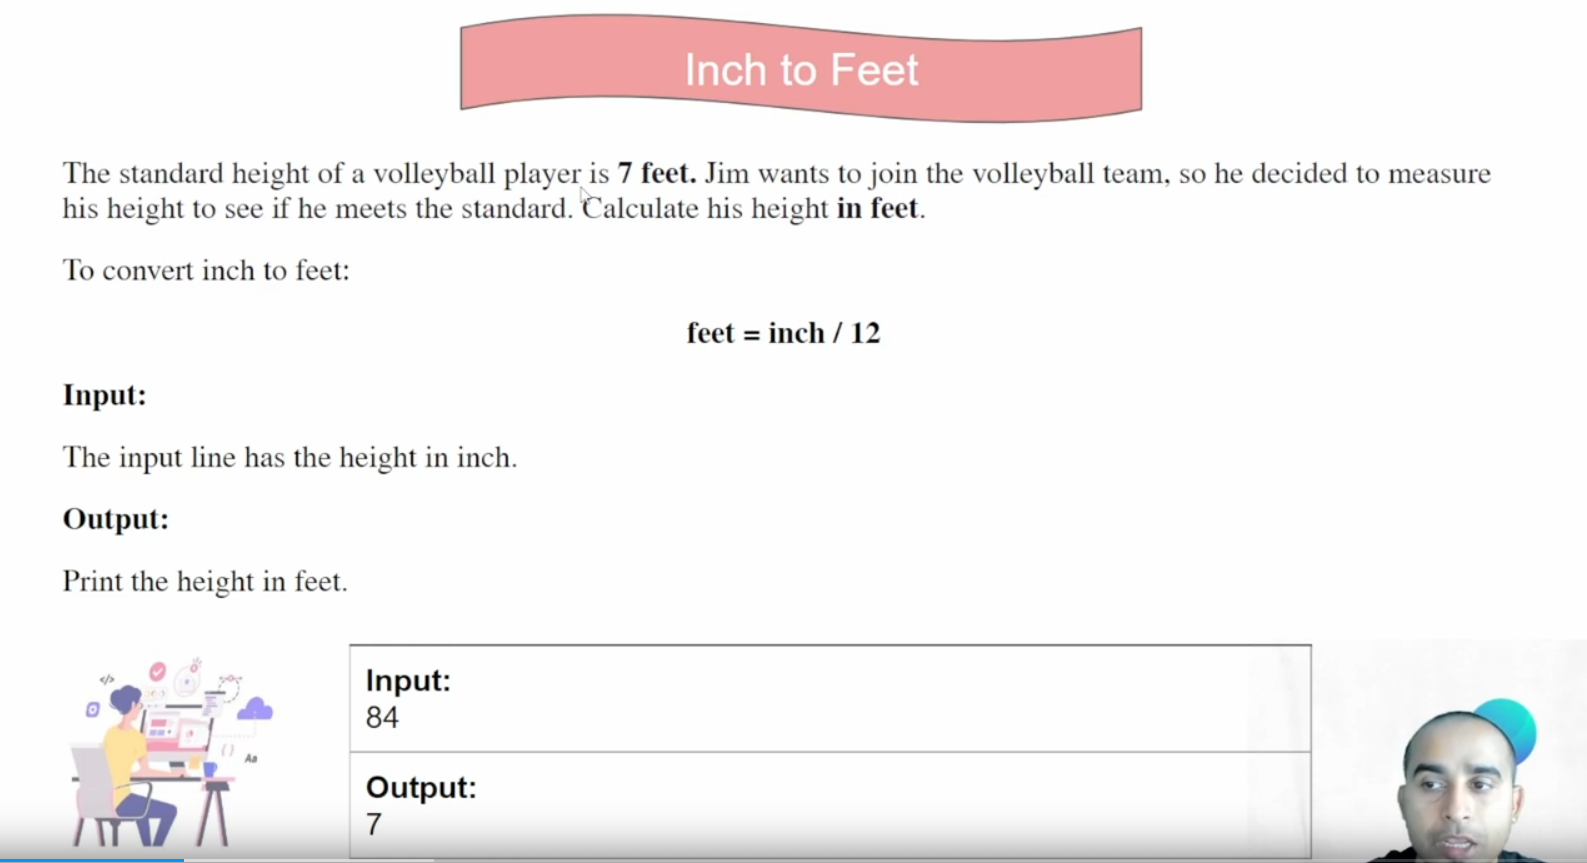 Inch to Feet
The standard height of a volleyball player is 7 feet. Jim wants to join the volleyball team, so he decided to measure
his height to see if he meets the standard. Calculate his height in feet.
To convert inch to feet:
feet = inch / 12
Input:
The input line has the height in inch.
Output:
Print the height in feet.
</>
{ }
Aa
Input:
84
Output:
7